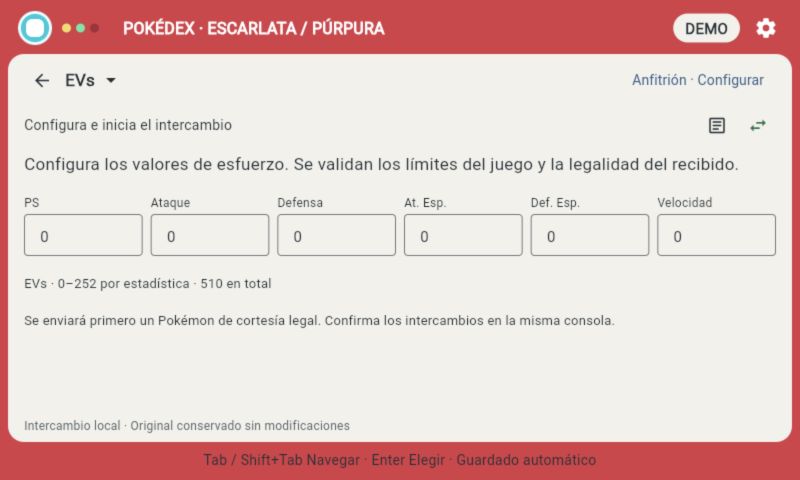 POKÉDEX · ESCARLATA / PÚRPURA
DEMO
EVs
Anfitrión · Configurar
Configura e inicia el intercambio
Configura los valores de esfuerzo. Se validan los límites del juego y la legalidad del recibido.
PS Ataque Defensa At. Esp. Def. Esp. Velocidad
0 0 0 0 0 0
EVs · 0–252 por estadística · 510 en total
Se enviará primero un Pokémon de cortesía legal. Confirma los intercambios en la misma consola.
Intercambio local · Original conservado sin modificaciones
Tab / Shift+Tab Navegar · Enter Elegir · Guardado automático